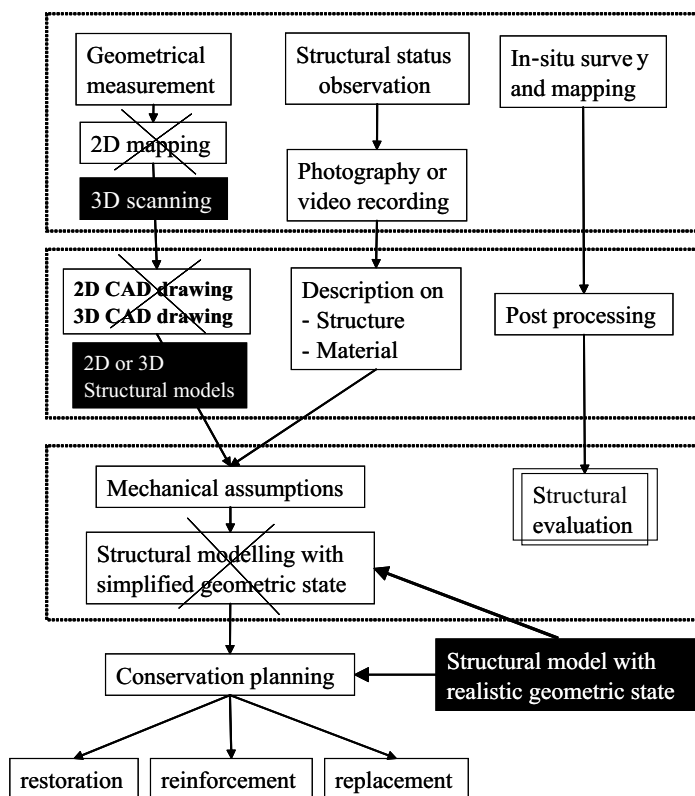 Geometrical
measurement
Structural status
observation
In-situ surve y
and mapping
2D mapping
3D scanning
Photography or
video recording
2D CAD drawing
3D CAD drawing
2D or 3D
Structural models
Description on
- Structure
- Material
Post processing
Mechanical assumptions
Structural
evaluation
Structural modelling with
simplified geometric state
Structural model with
realistic geometric state
Conservation planning
restoration
reinforcement
replacement